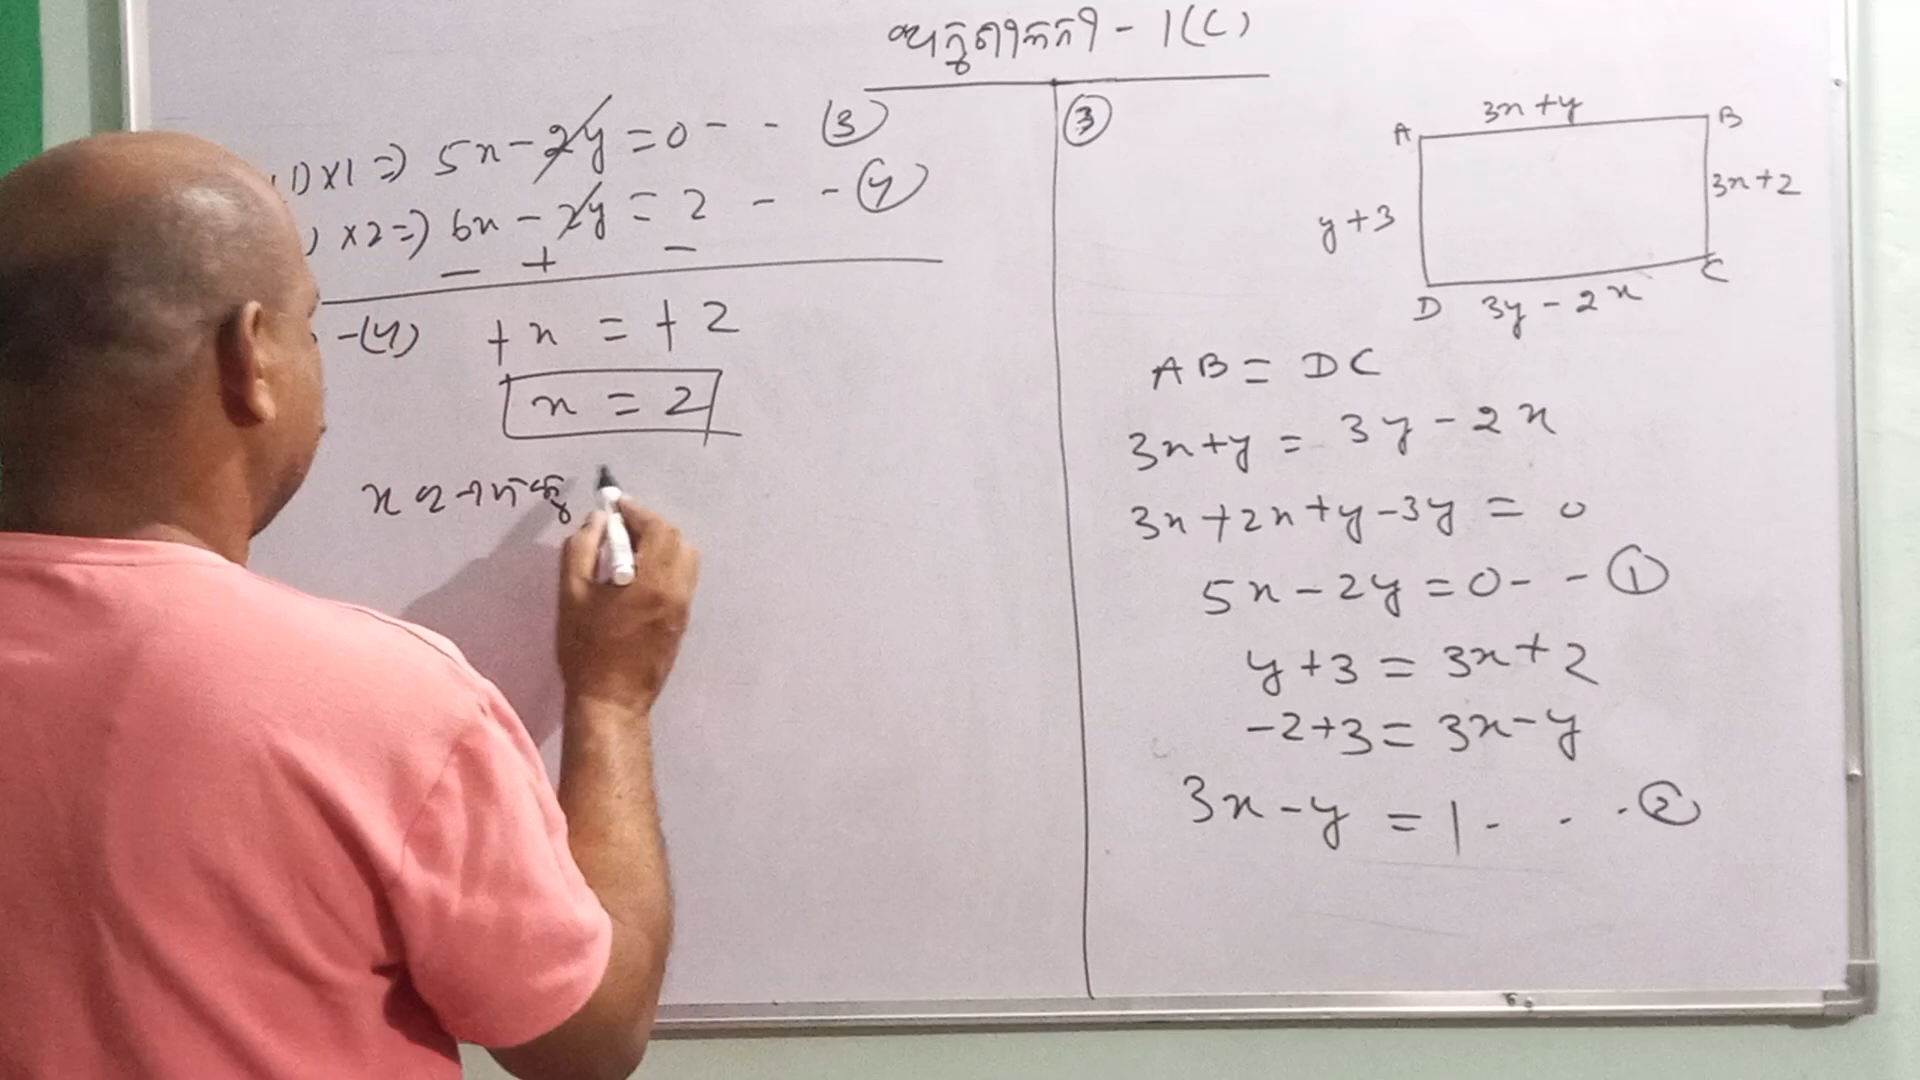 ଅନୁଶୀଳନୀ - 1(C)
1) ×1 => 5x - 2y = 0 - - (3)
) ×2 => 6x - 2y = 2 - - (4)
- + -
-(4) +x = +2
x = 2
x ର ମାନକୁ
(3)
3x+y
A B
y+3 3x+2
D C
3y - 2x
AB = DC
3x+y = 3y - 2x
3x+2x+y-3y = 0
5x - 2y = 0 - - (1)
y+3 = 3x+2
-2+3 = 3x-y
3x-y = 1 - - - (2)